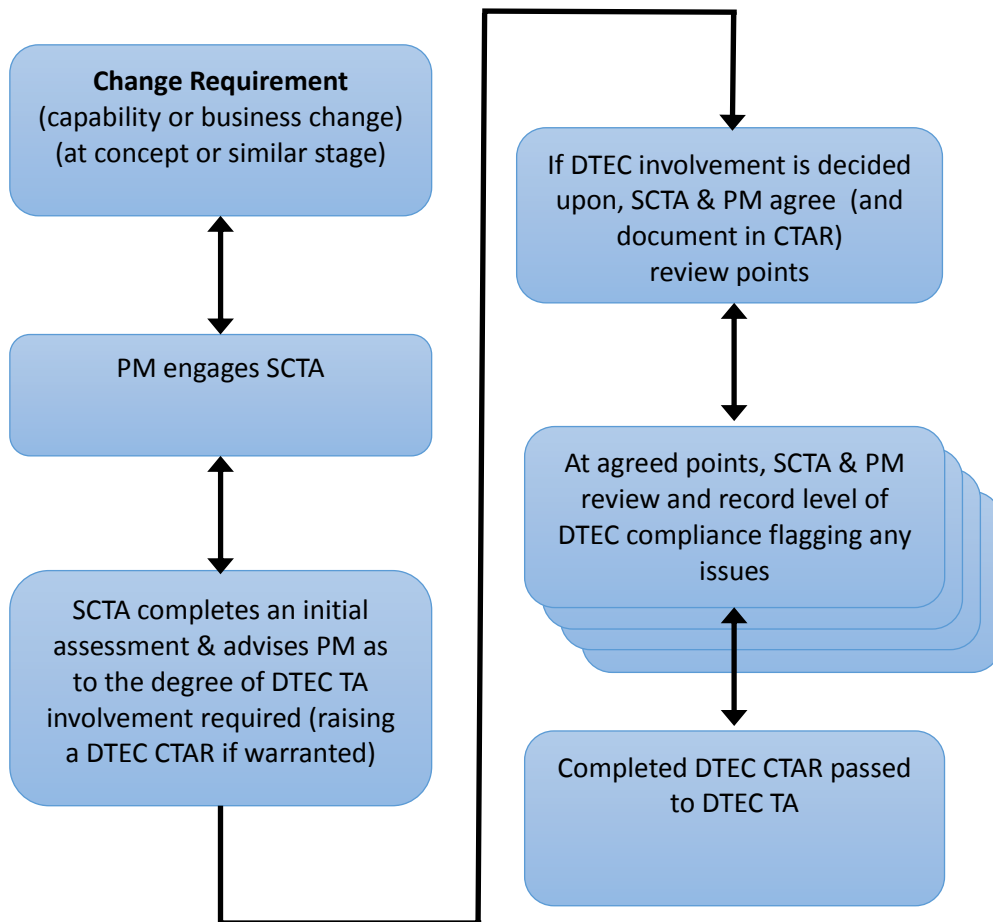 Change Requirement
(capability or business change)
(at concept or similar stage)
PM engages SCTA
SCTA completes an initial
assessment & advises PM as
to the degree of DTEC TA
involvement required (raising
a DTEC CTAR if warranted)
If DTEC involvement is decided
upon, SCTA & PM agree  (and
document in CTAR)
review points
At agreed points, SCTA & PM
review and record level of
DTEC compliance flagging any
issues
Completed DTEC CTAR passed
to DTEC TA